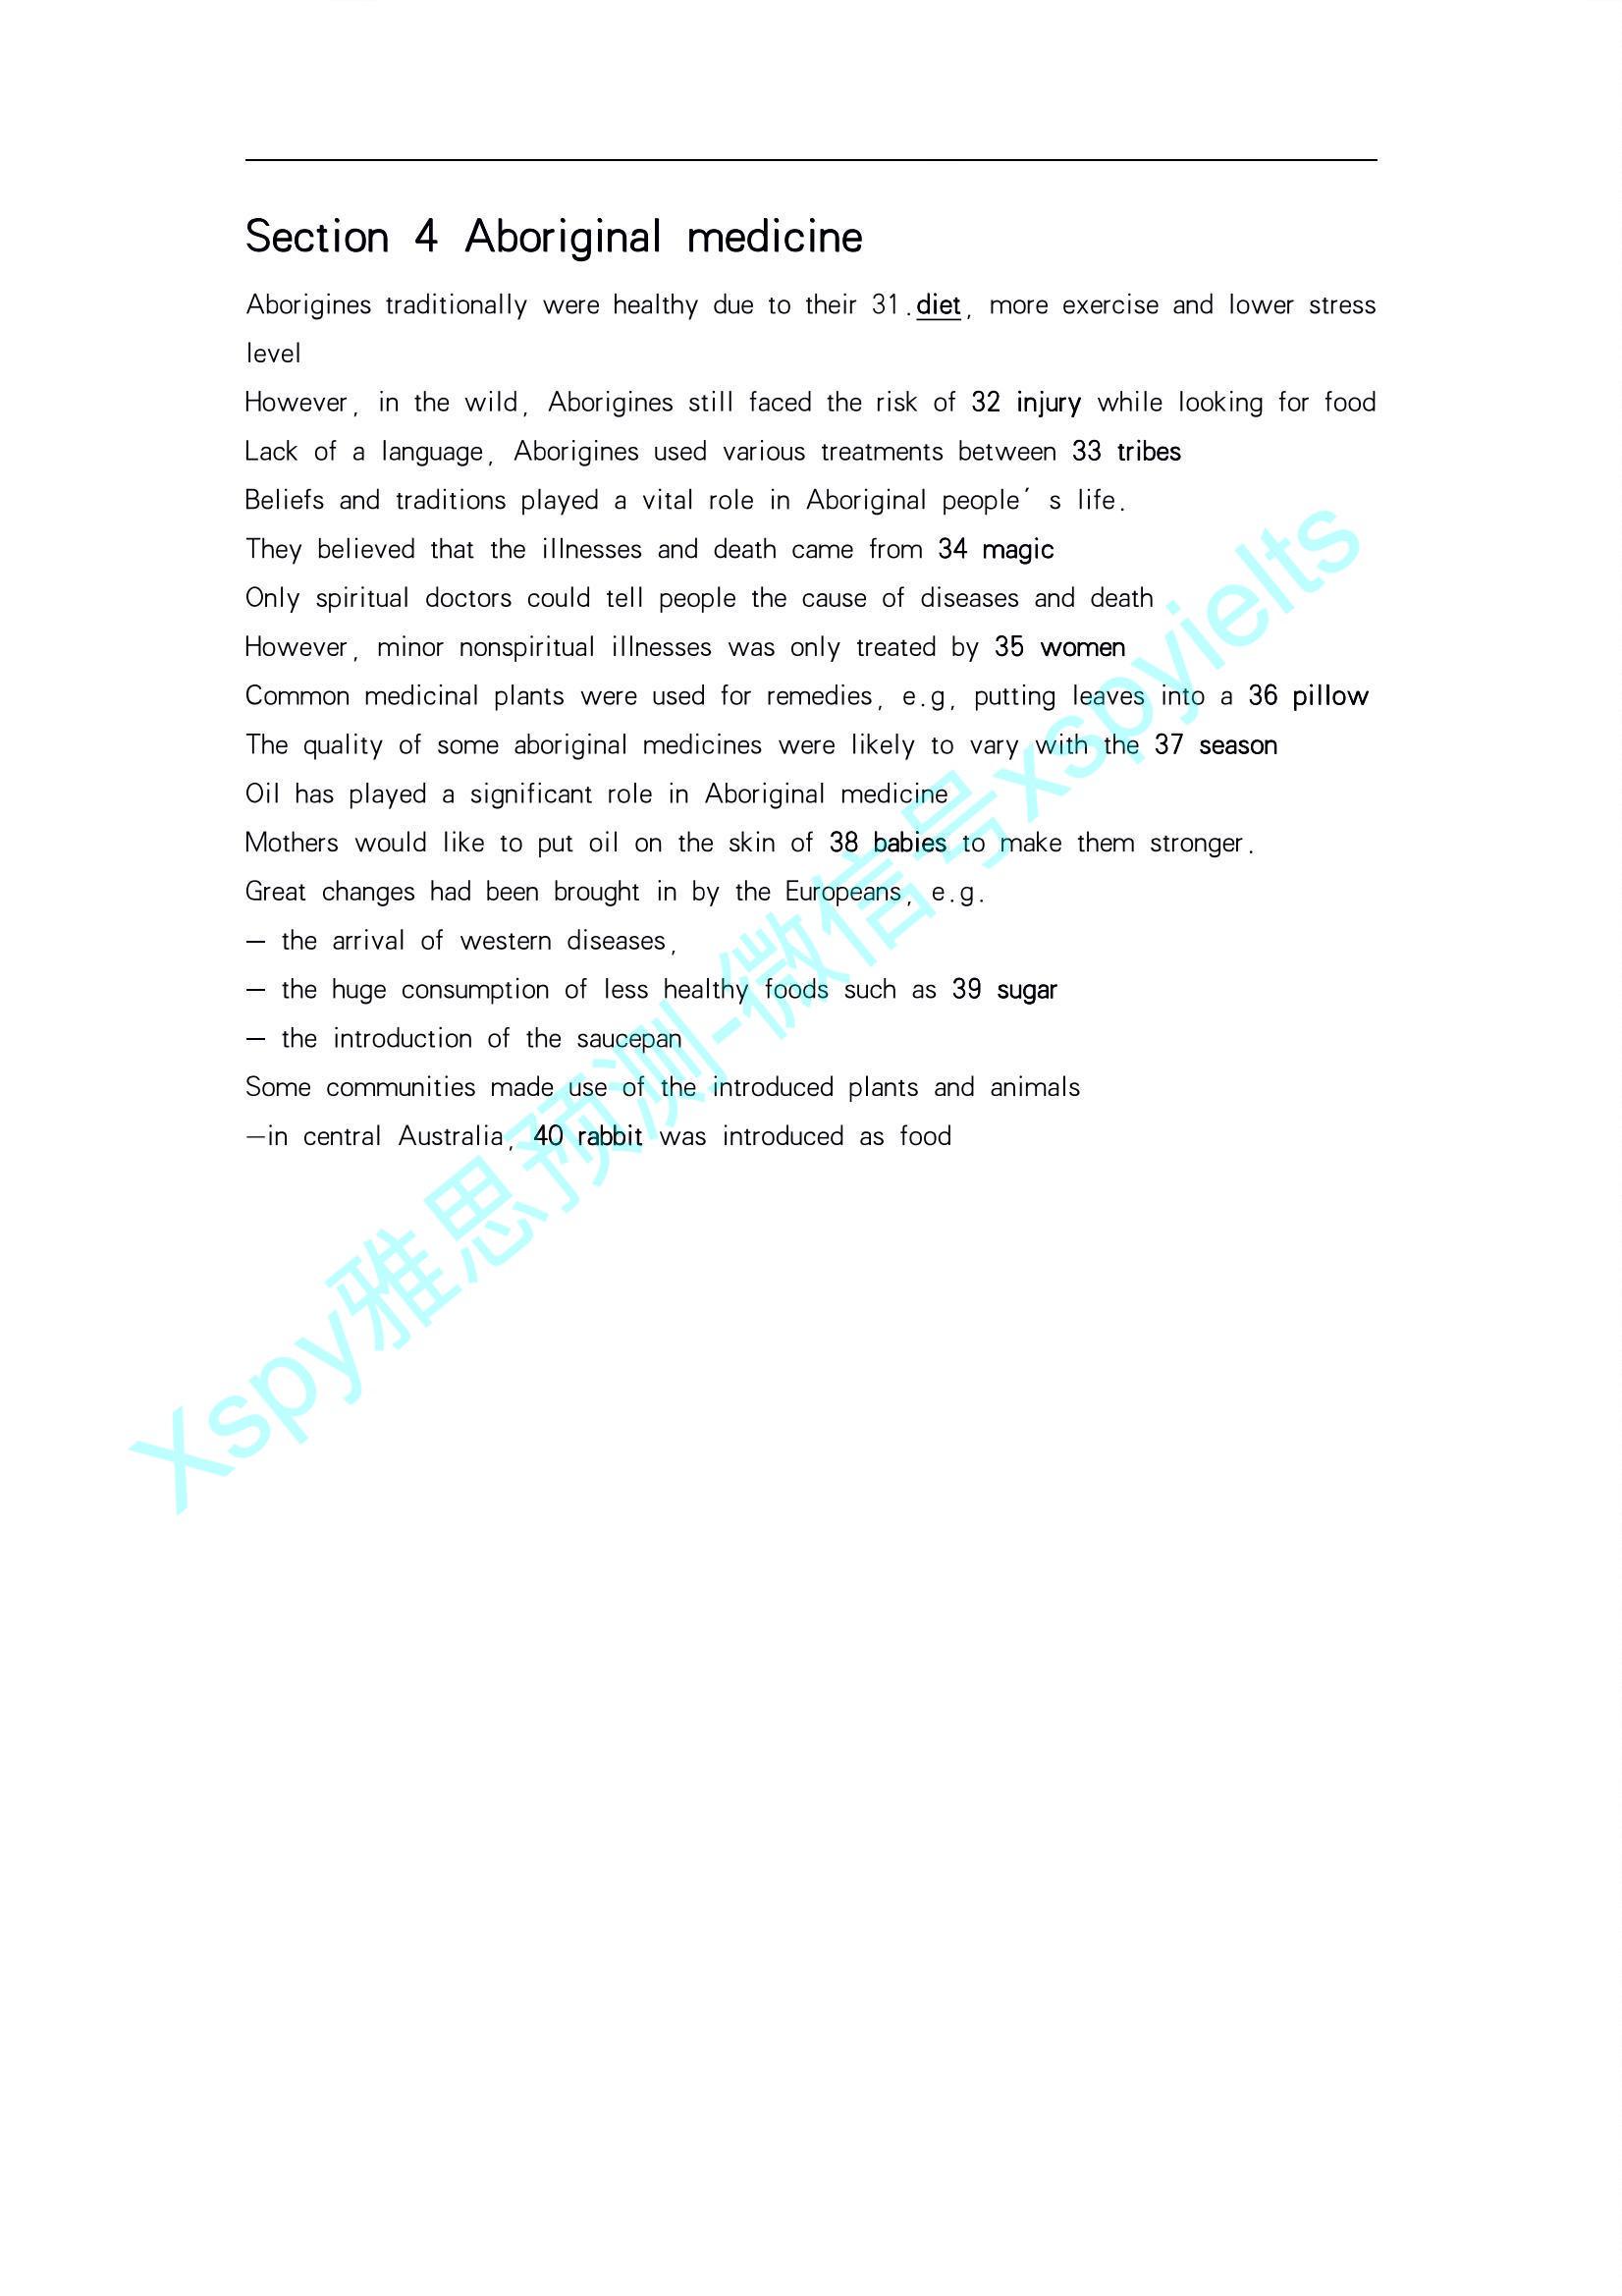 Section 4 Aboriginal medicine
Aborigines traditionally were healthy due to their 31.diet, more exercise and lower stress
level
However, in the wild, Aborigines still faced the risk of 32 injury while looking for food
Lack of a language, Aborigines used various treatments between 33 tribes
Beliefs and traditions played a vital role in Aboriginal people´ s life.
They believed that the illnesses and death came from 34 magic
Only spiritual doctors could tell people the cause of diseases and death
However, minor nonspiritual illnesses was only treated by 35 women
Common medicinal plants were used for remedies, e.g, putting leaves into a 36 pillow
The quality of some aboriginal medicines were likely to vary with the 37 season
Oil has played a significant role in Aboriginal medicine
Mothers would like to put oil on the skin of 38 babies to make them stronger.
Great changes had been brought in by the Europeans, e.g.
— the arrival of western diseases,
— the huge consumption of less healthy foods such as 39 sugar
— the introduction of the saucepan
Some communities made use of the introduced plants and animals
—in central Australia, 40 rabbit was introduced as food
Xspy雅思预测-微信号xspyielts